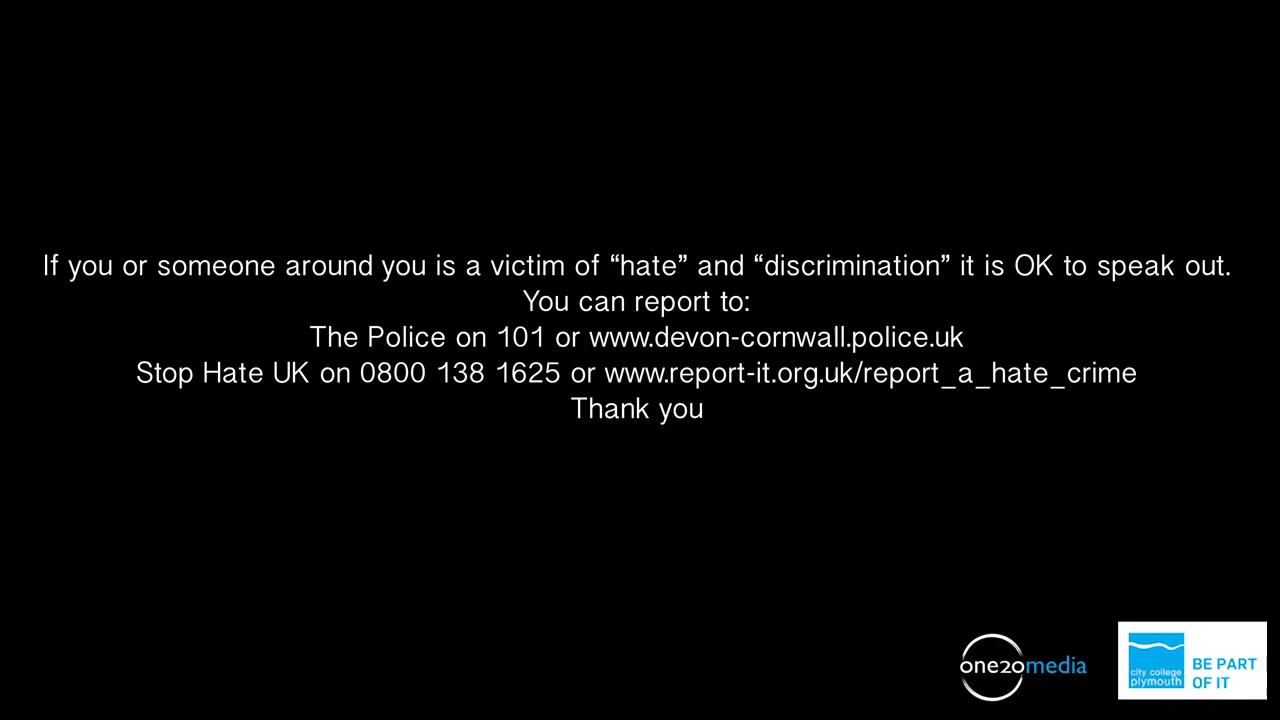 If you or someone around you is a victim of “hate” and “discrimination” it is OK to speak out.
You can report to:
The Police on 101 or www.devon-cornwall.police.uk
Stop Hate UK on 0800 138 1625 or www.report-it.org.uk/report_a_hate_crime
Thank you
one20media
city college
plymouth
BE PART
OF IT